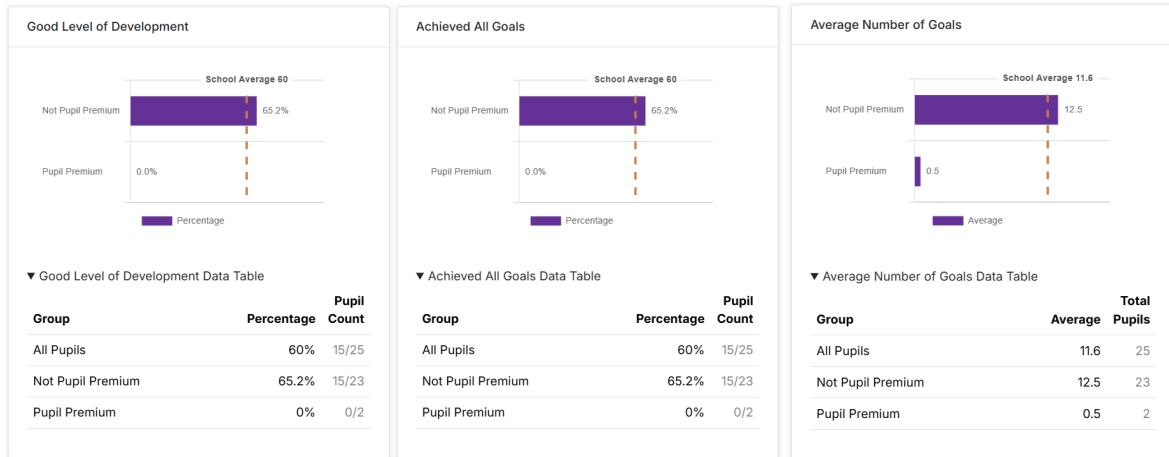 Good Level of Development
School Average 60
Not Pupil Premium 65.2%
Pupil Premium 0.0%
Percentage
▼ Good Level of Development Data Table
Group Percentage Pupil Count
All Pupils 60% 15/25
Not Pupil Premium 65.2% 15/23
Pupil Premium 0% 0/2
Achieved All Goals
School Average 60
Not Pupil Premium 65.2%
Pupil Premium 0.0%
Percentage
▼ Achieved All Goals Data Table
Group Percentage Pupil Count
All Pupils 60% 15/25
Not Pupil Premium 65.2% 15/23
Pupil Premium 0% 0/2
Average Number of Goals
School Average 11.6
Not Pupil Premium 12.5
Pupil Premium 0.5
Average
▼ Average Number of Goals Data Table
Group Average Total Pupils
All Pupils 11.6 25
Not Pupil Premium 12.5 23
Pupil Premium 0.5 2